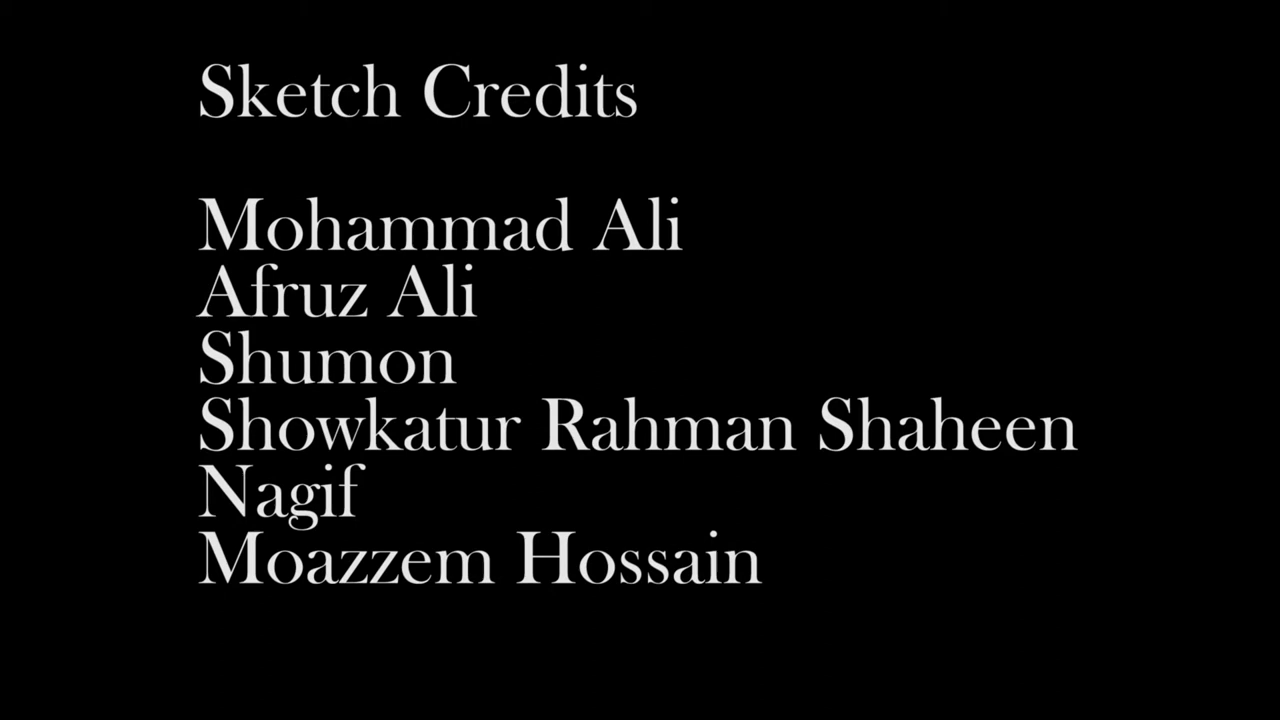 Sketch Credits
Mohammad Ali
Afruz Ali
Shumon
Showkatur Rahman Shaheen
Nagif
Moazzem Hossain